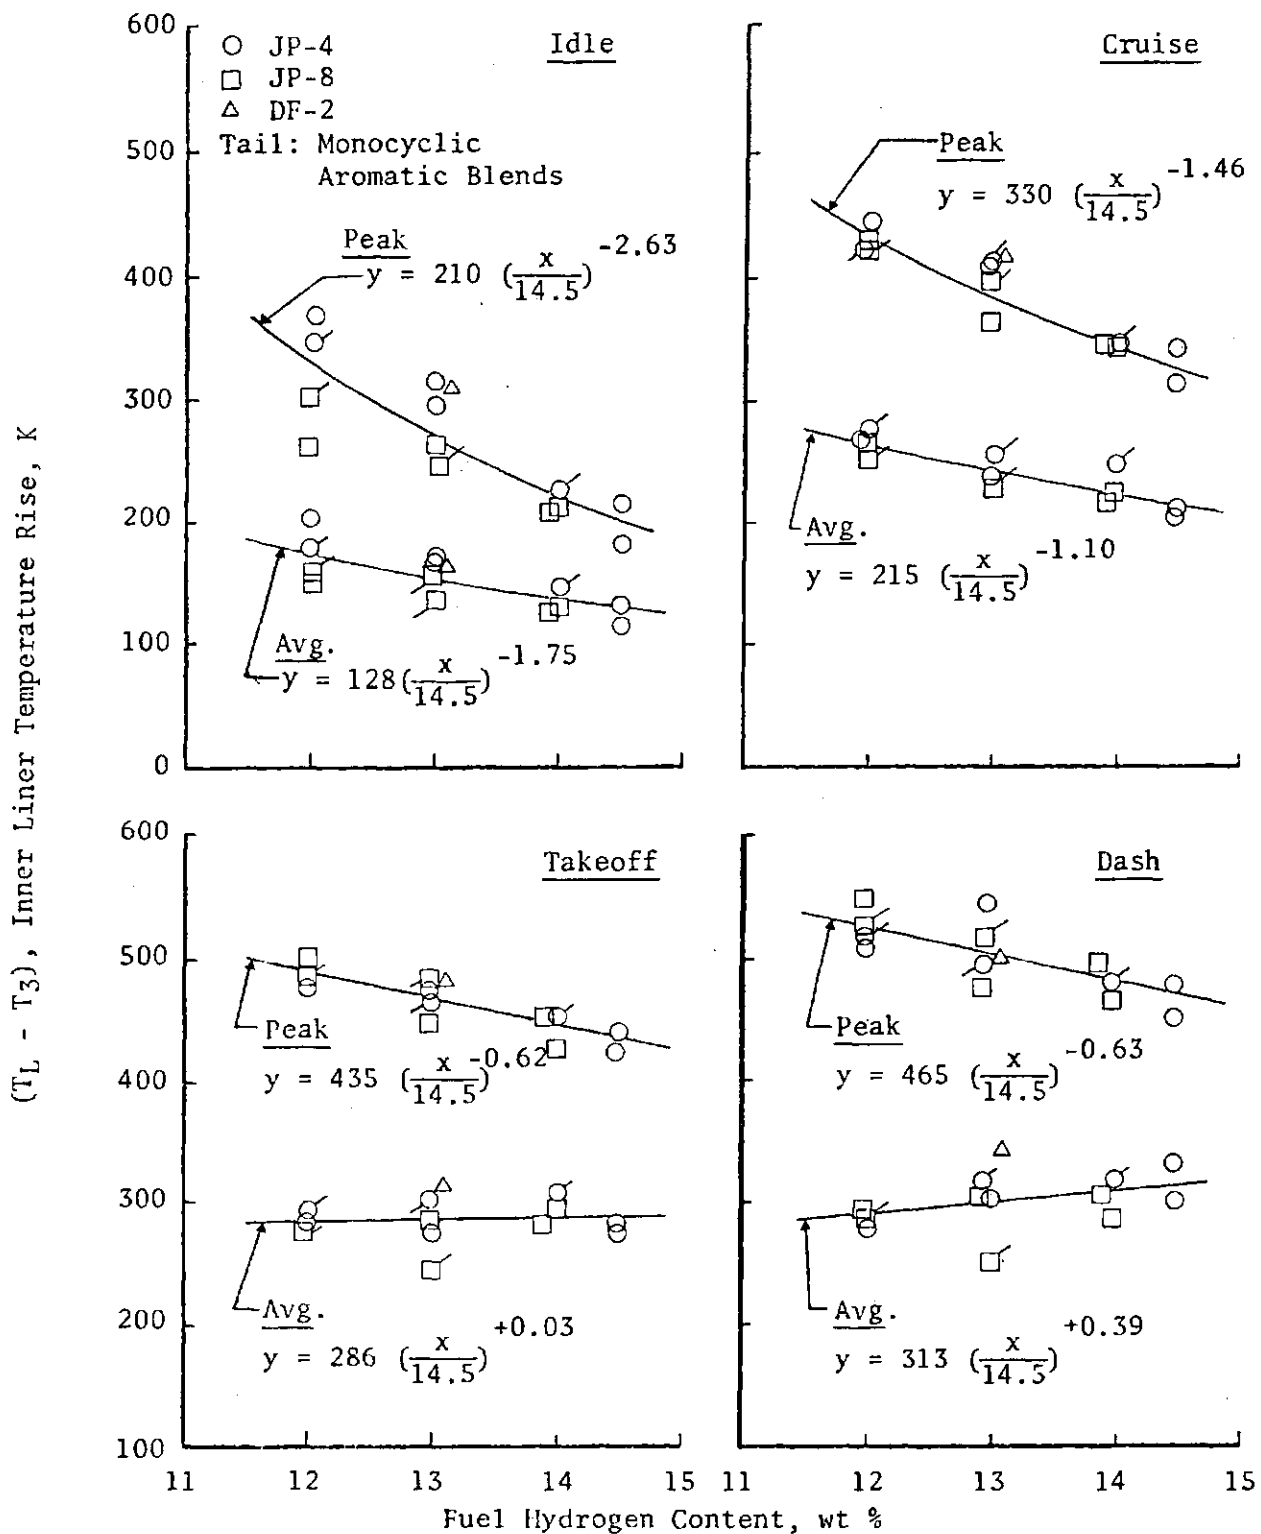 600
500
400
300
200
100
0
○ JP-4
□ JP-8
△ DF-2
Tail: Monocyclic
Aromatic Blends
Idle
Peak
y = 210 (x/14.5)^-2.63
Avg.
y = 128(x/14.5)^-1.75
Cruise
Peak
y = 330 (x/14.5)^-1.46
Avg.
y = 215 (x/14.5)^-1.10
(TL - T3), Inner Liner Temperature Rise, K
600
500
400
300
200
100
Takeoff
Peak
y = 435 (x/14.5)^-0.62
Avg.
y = 286 (x/14.5)^+0.03
Dash
Peak
y = 465 (x/14.5)^-0.63
Avg.
y = 313 (x/14.5)^+0.39
11 12 13 14 15 11 12 13 14 15
Fuel Hydrogen Content, wt %